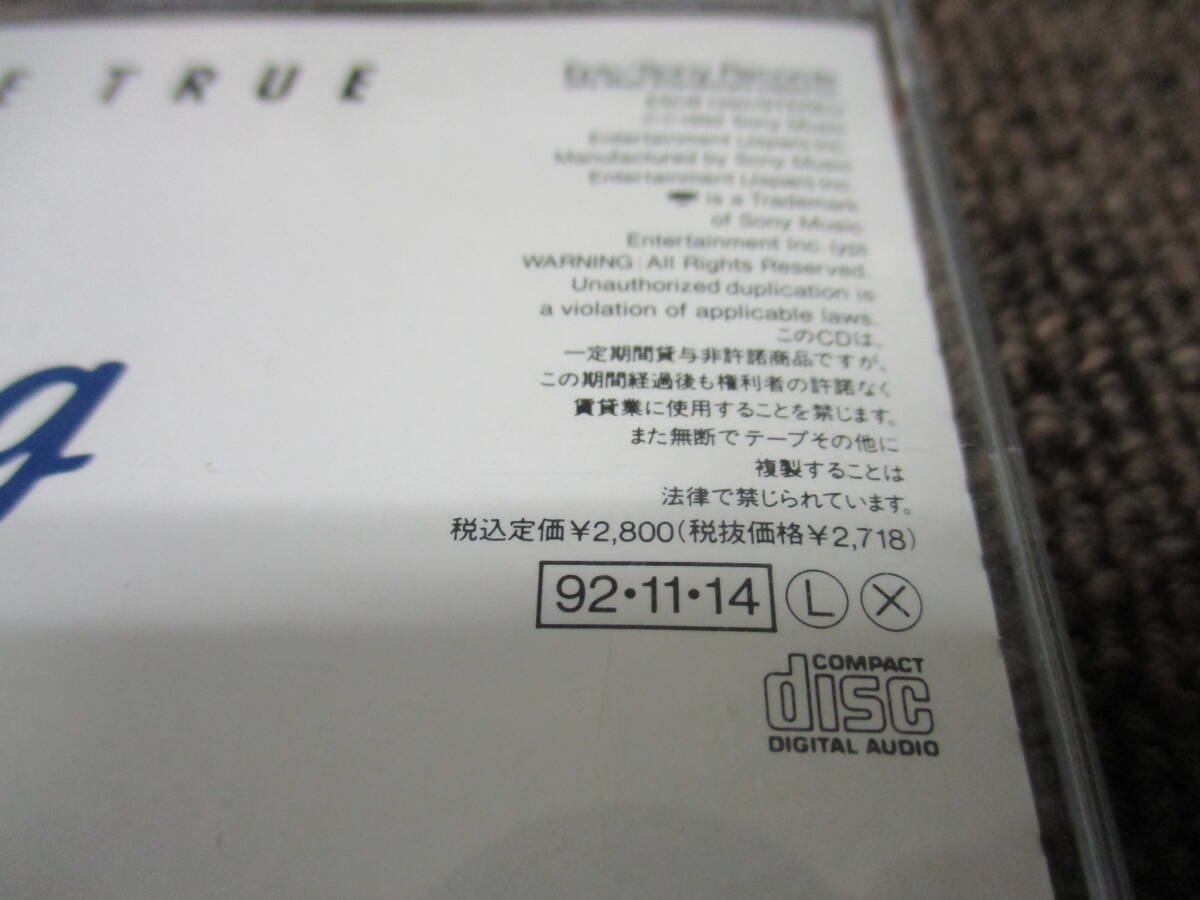 E TRUE
Epic/Sony Records
Sony Music
Entertainment (Japan) Inc.
Manufactured by Sony Music
Entertainment (Japan) Inc.
is a Trademark
of Sony Music
Entertainment Inc. (yp)
WARNING: All Rights Reserved.
Unauthorized duplication is
a violation of applicable laws.
このCDは、
一定期間貸与非許諾商品ですが、
この期間経過後も権利者の許諾なく
賃貸業に使用することを禁じます。
また無断でテープその他に
複製することは
法律で禁じられています。
税込定価¥2,800(税抜価格¥2,718)
92・11・14 L X
g
COMPACT
disc
DIGITAL AUDIO